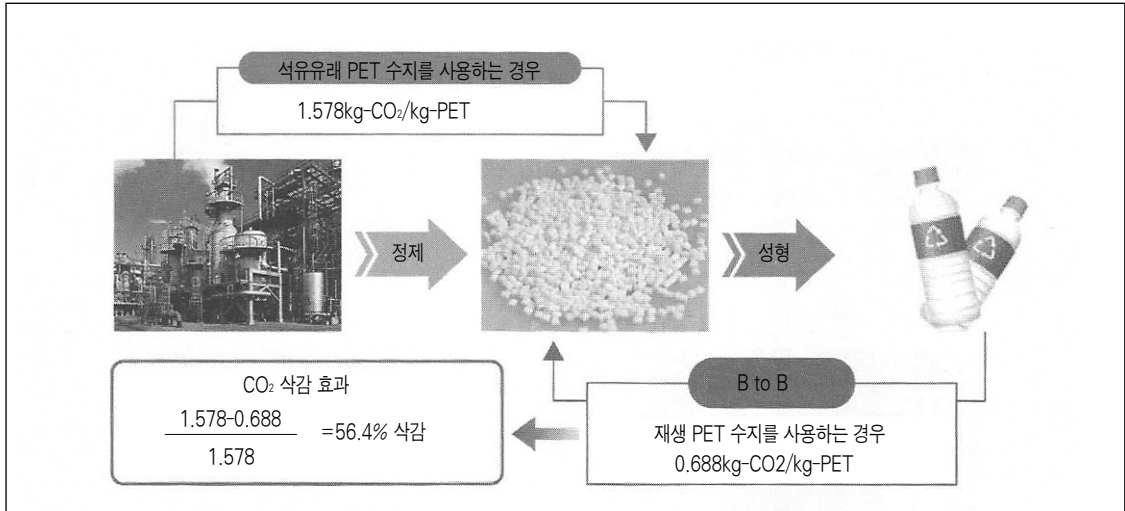 석유유래 PET 수지를 사용하는 경우
1.578kg-CO₂/kg-PET
정제
성형
CO₂ 삭감 효과
1.578-0.688
=56.4% 삭감
1.578
B to B
재생 PET 수지를 사용하는 경우
0.688kg-CO2/kg-PET